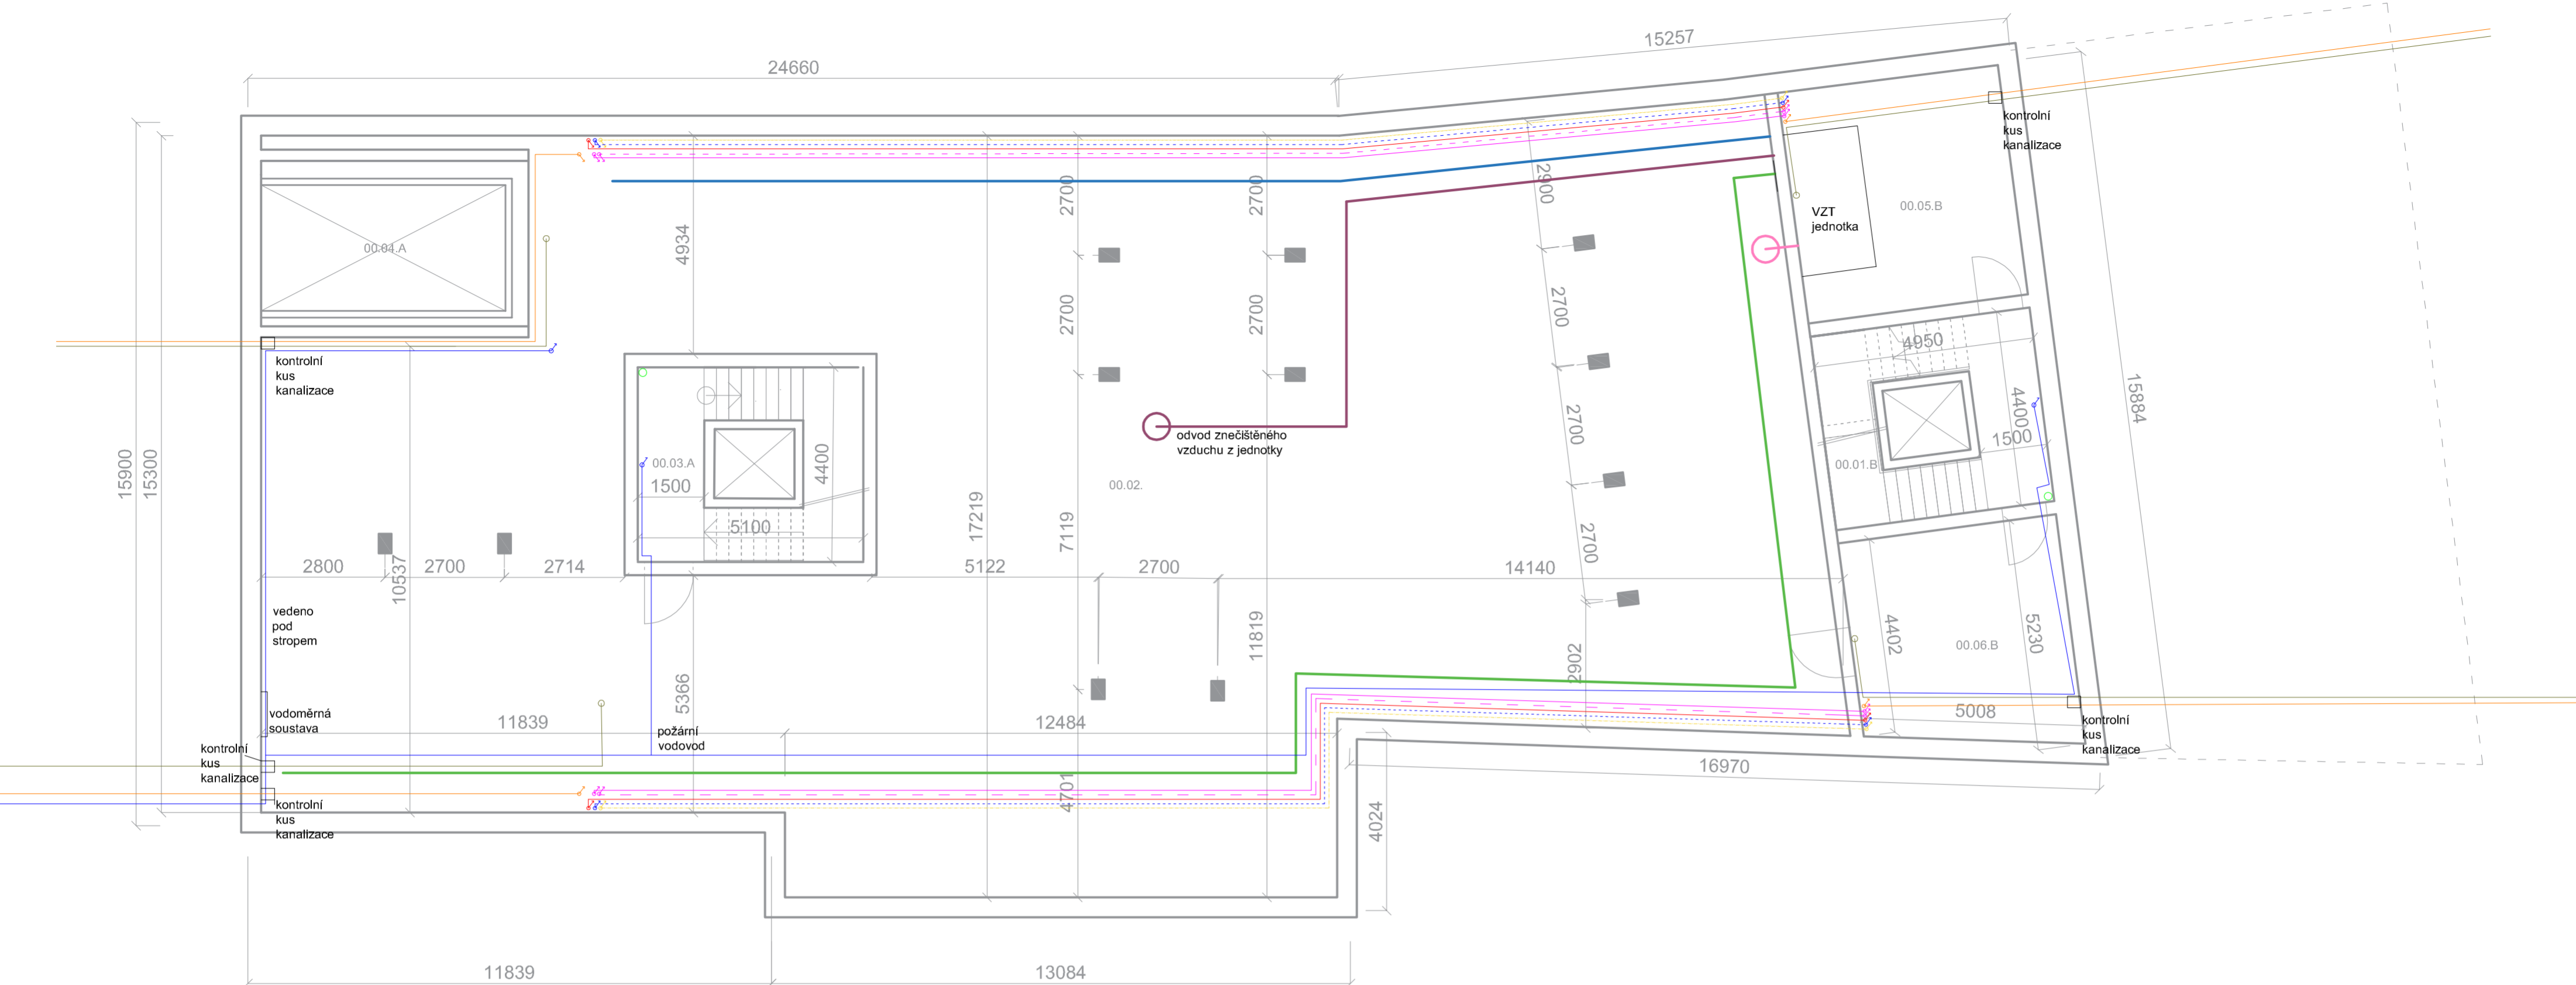 15257
24660
kontrolní
kus
kanalizace
2700
2700
2900
00.05.B
VZT
jednotka
4934
00.04.A
2700
2700
2700
4950
kontrolní
kus
kanalizace
15884
4400
2700
1500
odvod znečištěného
vzduchu z jednotky
00.03.A
4400
00.01.B
15900
15300
1500
00.02.
17219
7119
5100
2700
2800
2700
2714
10537
5122
2700
14140
vedeno
pod
stropem
11819
2902
4402
5230
00.06.B
5366
vodoměrná
soustava
11839
12484
požární
vodovod
5008
kontrolní
kus
kanalizace
kontrolní
kus
kanalizace
16970
4701
kontrolní
kus
kanalizace
4024
11839
13084